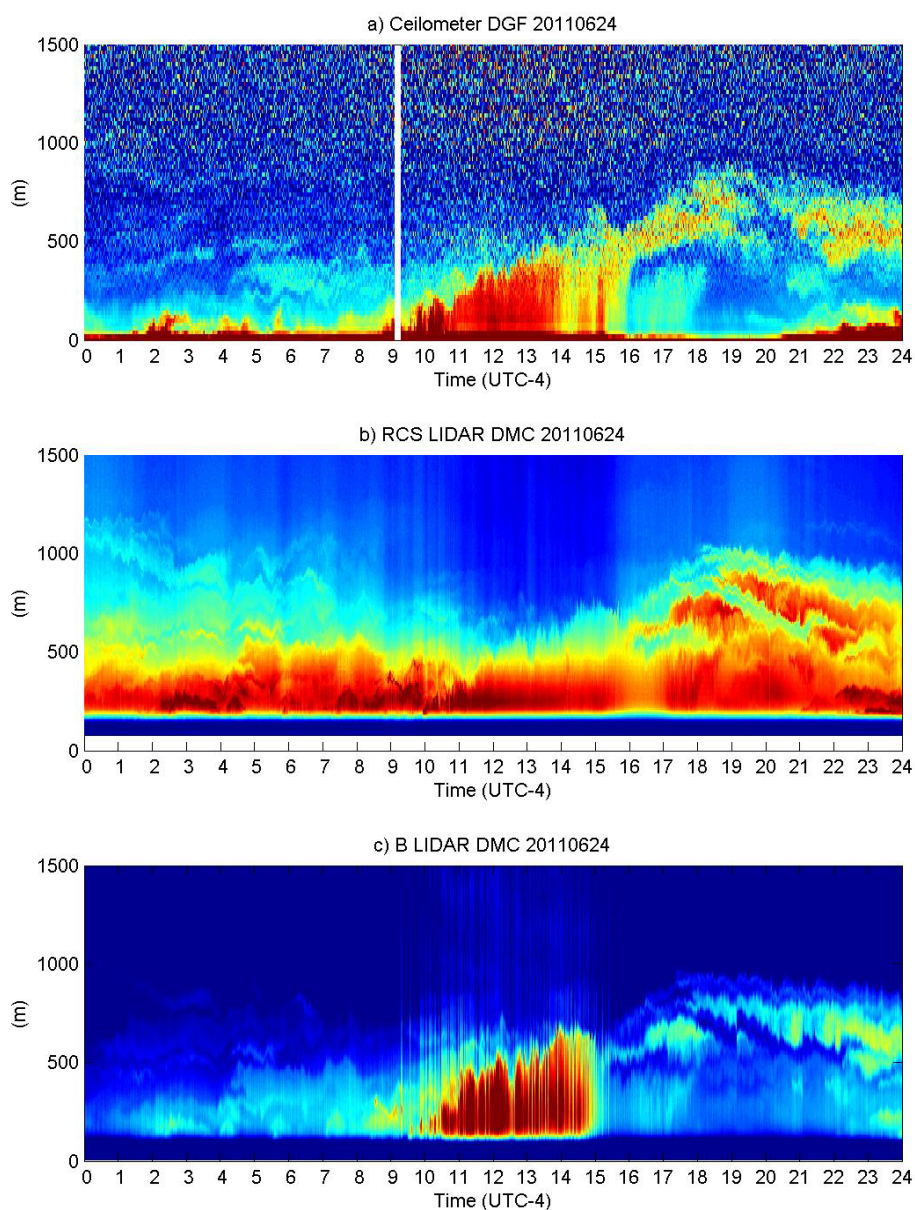 a) Ceilometer DGF 20110624
1500
1000
500
0
(m)
0 1 2 3 4 5 6 7 8 9 10 11 12 13 14 15 16 17 18 19 20 21 22 23 24
Time (UTC-4)
b) RCS LIDAR DMC 20110624
1500
1000
500
0
(m)
0 1 2 3 4 5 6 7 8 9 10 11 12 13 14 15 16 17 18 19 20 21 22 23 24
Time (UTC-4)
c) B LIDAR DMC 20110624
1500
1000
500
0
(m)
0 1 2 3 4 5 6 7 8 9 10 11 12 13 14 15 16 17 18 19 20 21 22 23 24
Time (UTC-4)